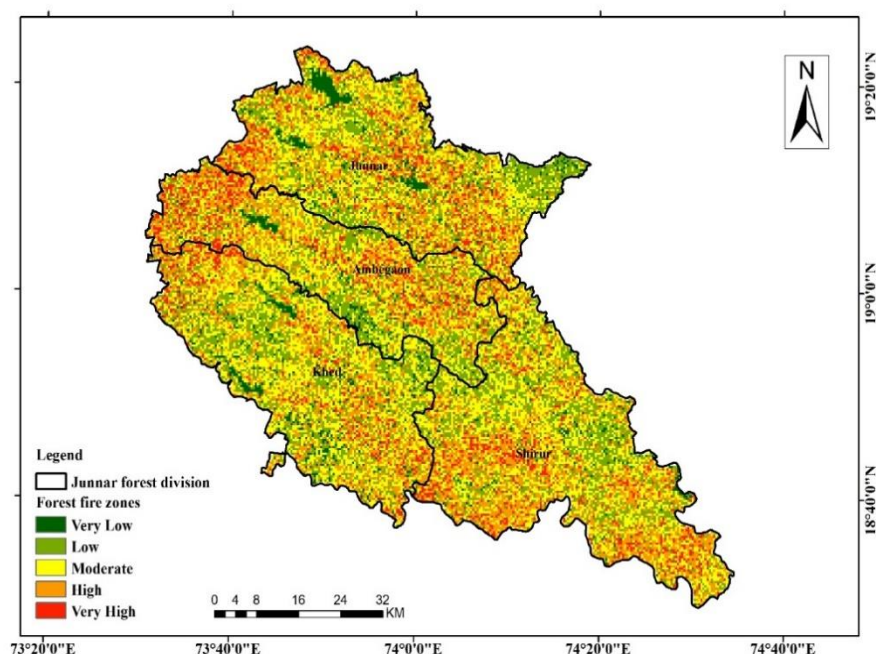 N
19°20'0"N
Junnar
Ambegaon
19°0'0"N
Khed
Shirur
18°40'0"N
Legend
Junnar forest division
Forest fire zones
Very Low
Low
Moderate
High
Very High
0 2 4 8 16 24 32
KM
73°20'0"E 73°40'0"E 74°0'0"E 74°20'0"E 74°40'0"E